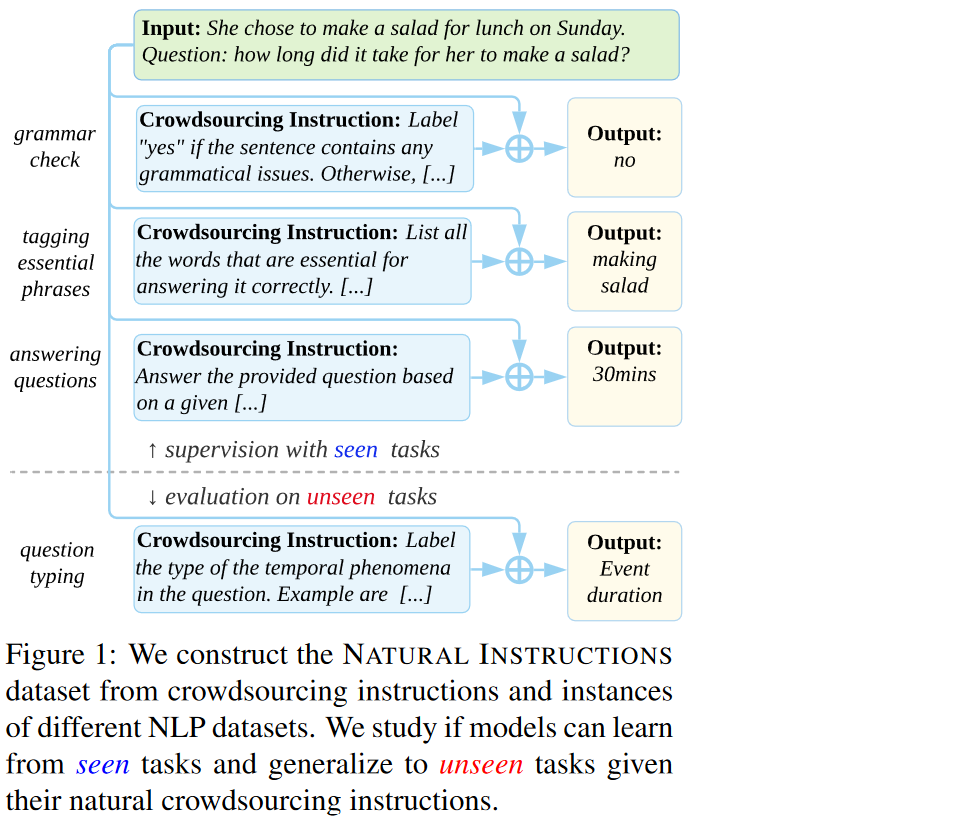 Input: She chose to make a salad for lunch on Sunday.
Question: how long did it take for her to make a salad?
grammar
check
Crowdsourcing Instruction: Label
"yes" if the sentence contains any
grammatical issues. Otherwise, [...]
Output:
no
tagging
essential
phrases
Crowdsourcing Instruction: List all
the words that are essential for
answering it correctly. [...]
Output:
making
salad
answering
questions
Crowdsourcing Instruction:
Answer the provided question based
on a given [...]
Output:
30mins
↑ supervision with seen tasks
↓ evaluation on unseen tasks
question
typing
Crowdsourcing Instruction: Label
the type of the temporal phenomena
in the question. Example are [...]
Output:
Event
duration
Figure 1: We construct the NATURAL INSTRUCTIONS
dataset from crowdsourcing instructions and instances
of different NLP datasets. We study if models can learn
from seen tasks and generalize to unseen tasks given
their natural crowdsourcing instructions.